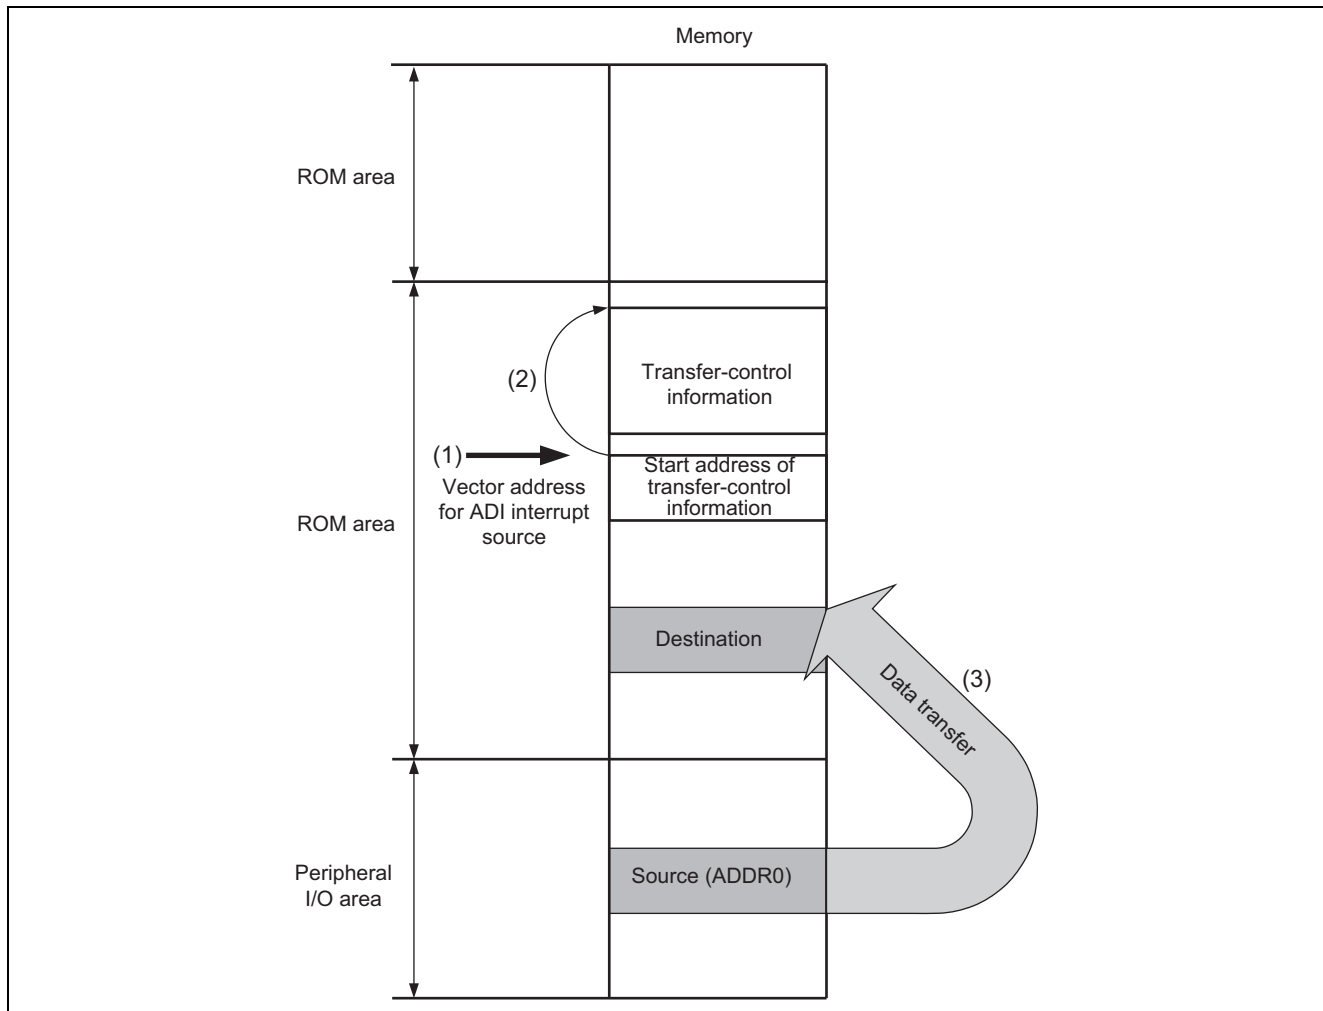 Memory
ROM area
(2)
Transfer-control
information
(1)
Vector address
for ADI interrupt
source
Start address of
transfer-control
information
ROM area
Destination
(3)
Data transfer
Peripheral
I/O area
Source (ADDR0)